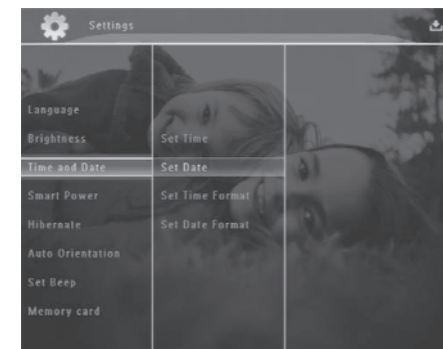 Settings
Language
Brightness
Time and Date
Smart Power
Hibernate
Auto Orientation
Set Beep
Memory card
Set Time
Set Date
Set Time Format
Set Date Format